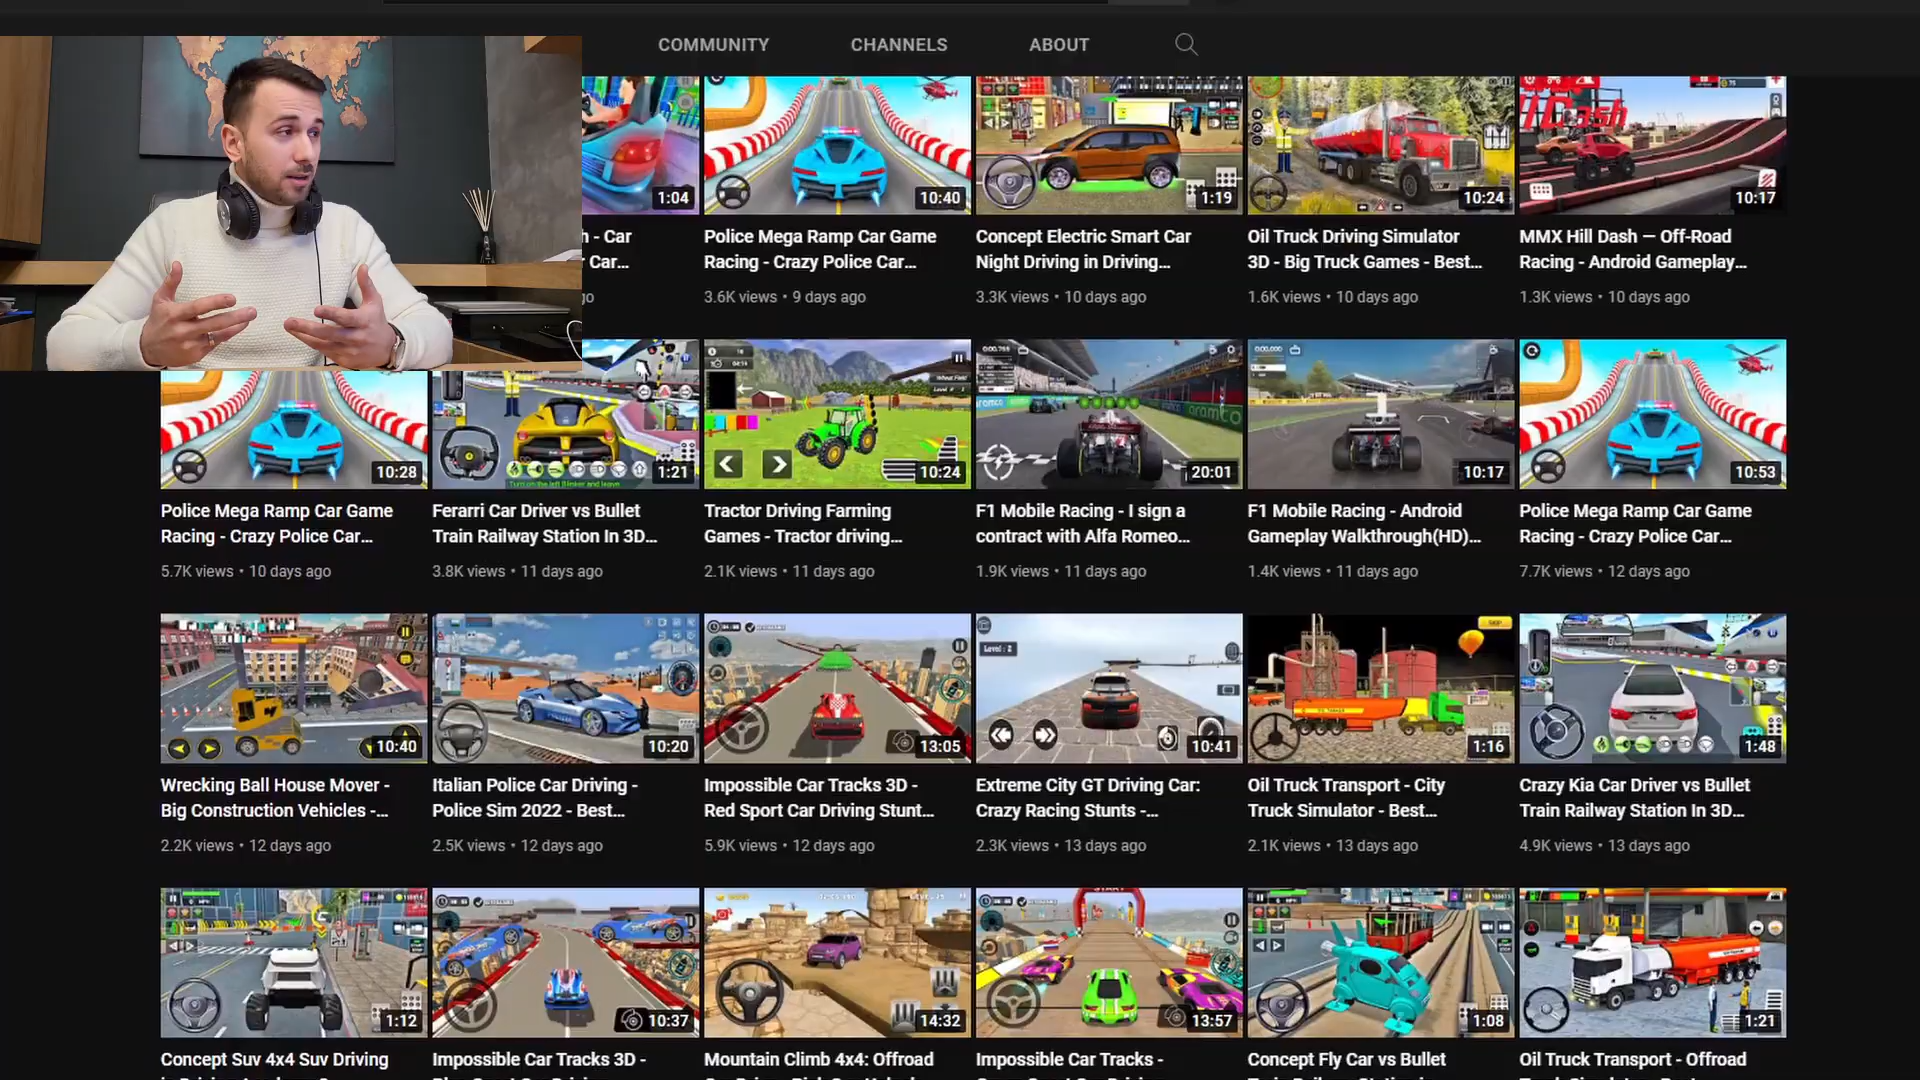 COMMUNITY
CHANNELS
ABOUT
1:04
10:40
1:19
10:24
10:17
h - Car
Car...
go
Police Mega Ramp Car Game
Racing - Crazy Police Car...
3.6K views • 9 days ago
Concept Electric Smart Car
Night Driving in Driving...
3.3K views • 10 days ago
Oil Truck Driving Simulator
3D - Big Truck Games - Best...
1.6K views • 10 days ago
MMX Hill Dash — Off-Road
Racing - Android Gameplay...
1.3K views • 10 days ago
10:28
1:21
10:24
20:01
10:17
10:53
Police Mega Ramp Car Game
Racing - Crazy Police Car...
5.7K views • 10 days ago
Ferarri Car Driver vs Bullet
Train Railway Station In 3D...
3.8K views • 11 days ago
Tractor Driving Farming
Games - Tractor driving...
2.1K views • 11 days ago
F1 Mobile Racing - I sign a
contract with Alfa Romeo...
1.9K views • 11 days ago
F1 Mobile Racing - Android
Gameplay Walkthrough(HD)...
1.4K views • 11 days ago
Police Mega Ramp Car Game
Racing - Crazy Police Car...
7.7K views • 12 days ago
10:40
10:20
13:05
Level : 2
10:41
SKIP
1:16
1:48
Wrecking Ball House Mover -
Big Construction Vehicles -...
2.2K views • 12 days ago
Italian Police Car Driving -
Police Sim 2022 - Best...
2.5K views • 12 days ago
Impossible Car Tracks 3D -
Red Sport Car Driving Stunt...
5.9K views • 12 days ago
Extreme City GT Driving Car:
Crazy Racing Stunts -...
2.3K views • 13 days ago
Oil Truck Transport - City
Truck Simulator - Best...
2.1K views • 13 days ago
Crazy Kia Car Driver vs Bullet
Train Railway Station In 3D...
4.9K views • 13 days ago
1:12
10:37
14:32
13:57
1:08
1:21
Concept Suv 4x4 Suv Driving
Impossible Car Tracks 3D -
Mountain Climb 4x4: Offroad
Impossible Car Tracks -
Concept Fly Car vs Bullet
Oil Truck Transport - Offroad